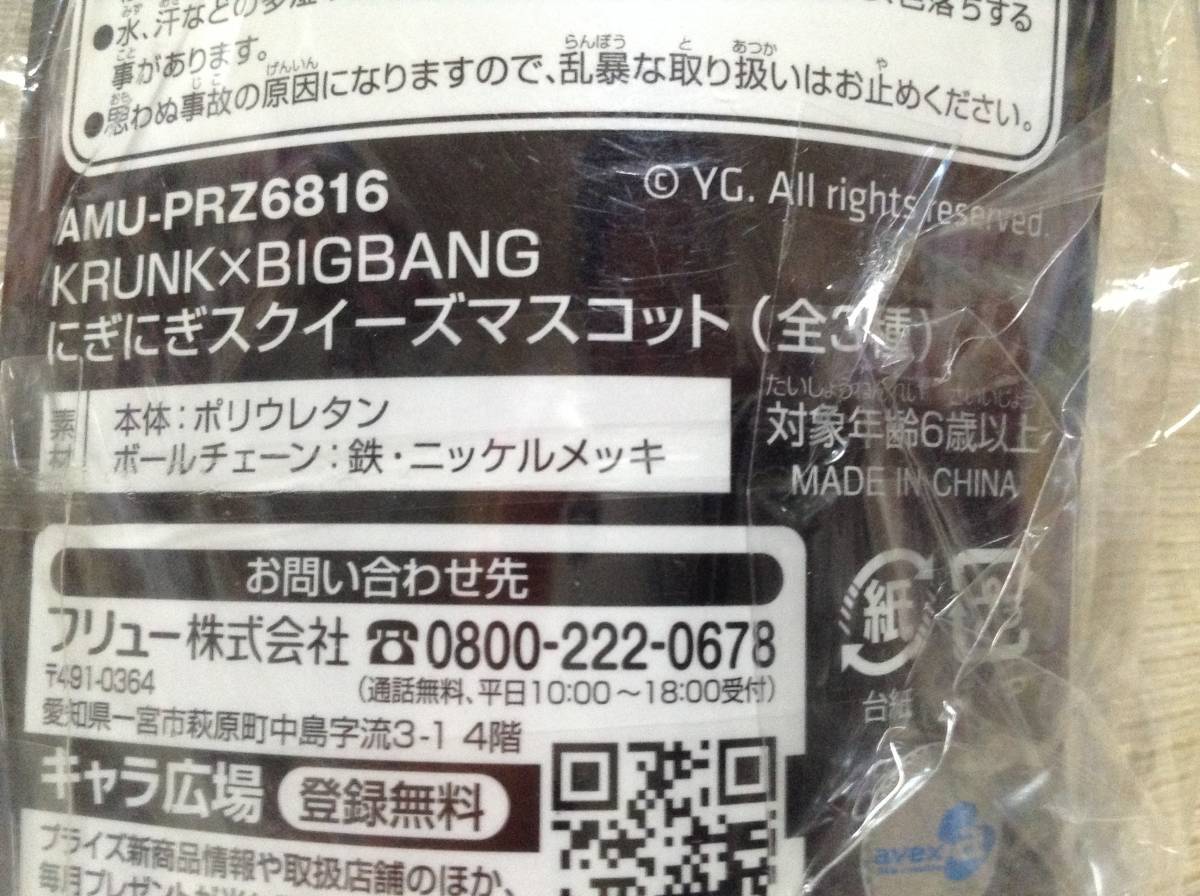 ●水、汗などの多湿
色落ちする
事があります。
●思わぬ事故の原因になりますので、乱暴な取り扱いはお止めください。
AMU-PRZ6816
© YG. All rights reserved.
KRUNK×BIGBANG
にぎにぎスクイーズマスコット(全3種)
素材
本体:ポリウレタン
ボールチェーン:鉄・ニッケルメッキ
対象年齢6歳以上
MADE IN CHINA
お問い合わせ先
フリュー株式会社 ☎0800-222-0678
〒491-0364
(通話無料、平日10:00~18:00受付)
愛知県一宮市萩原町中島字流3-1 4階
紙
台紙
キャラ広場 登録無料
プライズ新商品情報や取扱店舗のほか、
毎月プレゼントが
avex